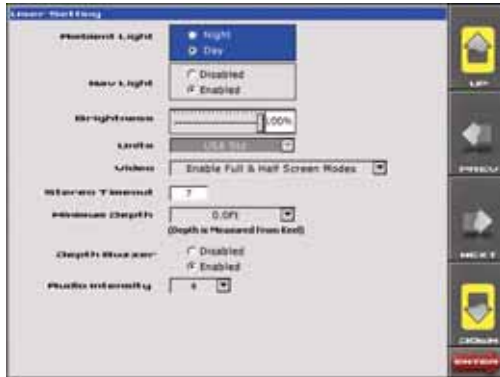 User Setting
Ambient Light
Night
Day
Nav Light
Disabled
Enabled
Brightness
100%
Units
USA Std
Video
Enable Full & Half Screen Modes
Stereo Timeout
7
Minimum Depth
0.0Ft
(Depth is Measured from Keel)
Depth Buzzer
Disabled
Enabled
Audio Intensity
4
UP
PREV
NEXT
DOWN
ENTER